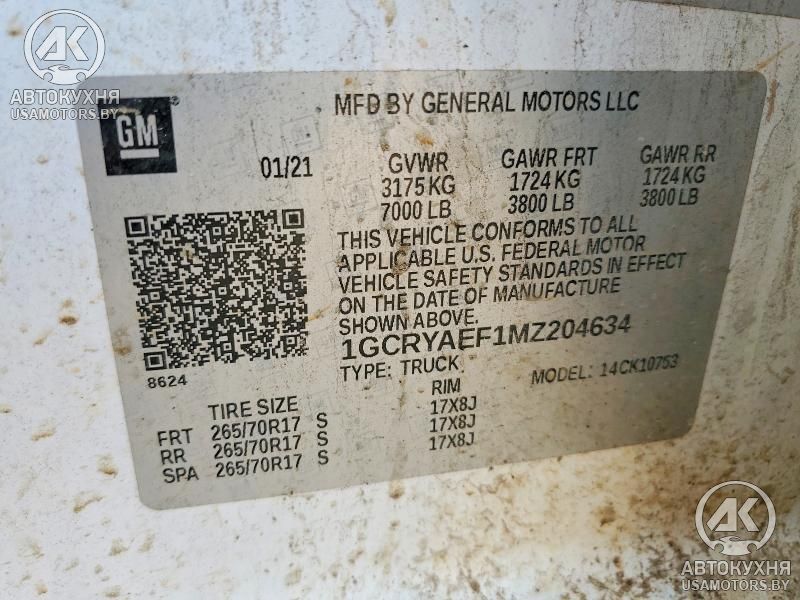 AK
АВТОКУХНЯ
USAMOTORS.BY
GM
MFD BY GENERAL MOTORS LLC
01/21
GVWR GAWR FRT GAWR RR
3175 KG 1724 KG 1724 KG
7000 LB 3800 LB 3800 LB
THIS VEHICLE CONFORMS TO ALL
APPLICABLE U.S. FEDERAL MOTOR
VEHICLE SAFETY STANDARDS IN EFFECT
ON THE DATE OF MANUFACTURE
SHOWN ABOVE.
1GCRYAEF1MZ204634
TYPE: TRUCK MODEL: 14CK10753
8624
TIRE SIZE RIM
FRT 265/70R17 S 17X8J
RR 265/70R17 S 17X8J
SPA 265/70R17 S 17X8J
AK
АВТОКУХНЯ
USAMOTORS.BY